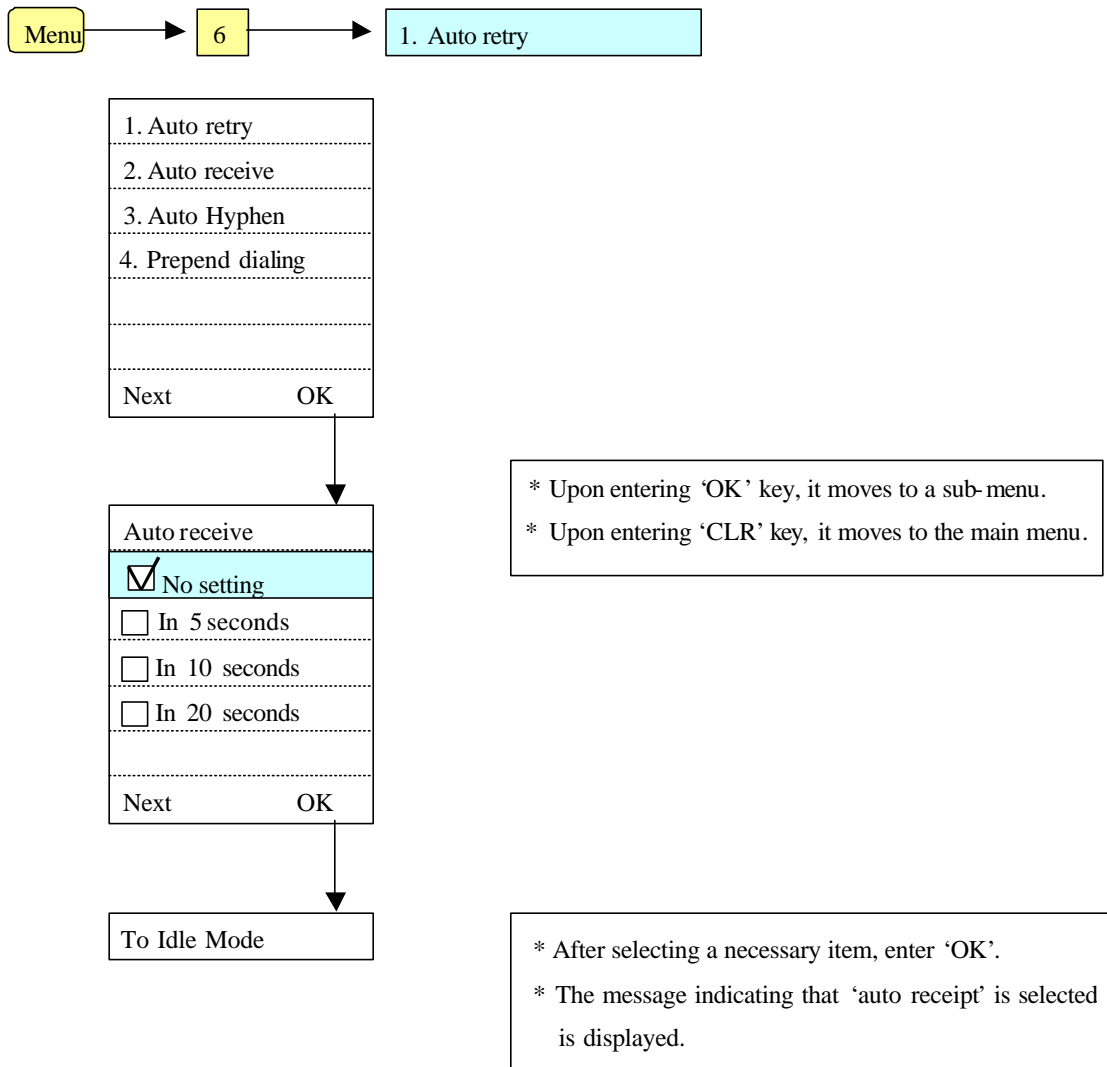 Menu
6
1. Auto retry
1. Auto retry
2. Auto receive
3. Auto Hyphen
4. Prepend dialing
Next OK
* Upon entering ‘OK’ key, it moves to a sub-menu.
* Upon entering ‘CLR’ key, it moves to the main menu.
Auto receive
No setting
In 5 seconds
In 10 seconds
In 20 seconds
Next OK
To Idle Mode
* After selecting a necessary item, enter ‘OK’.
* The message indicating that ‘auto receipt’ is selected
is displayed.